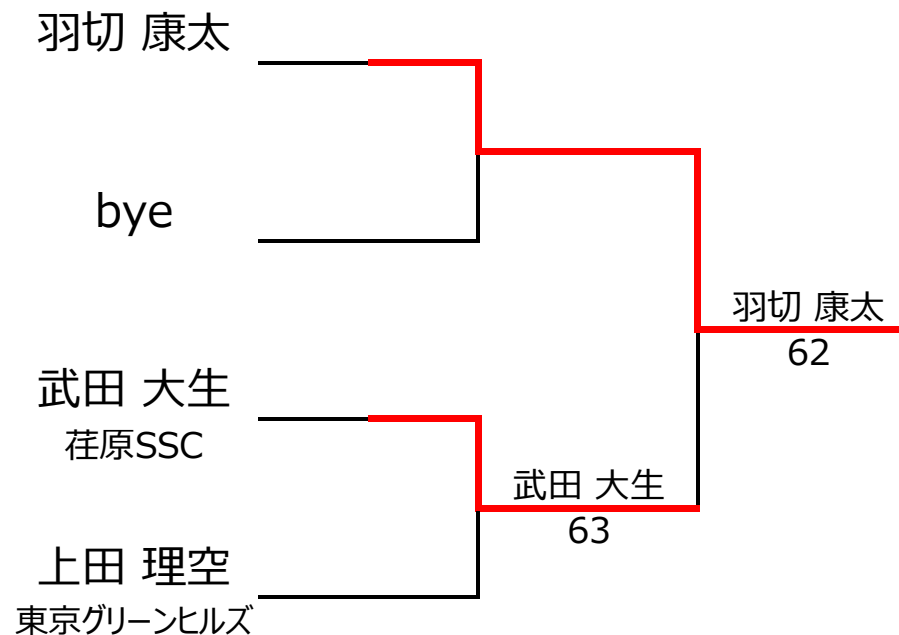 羽切 康太
bye
武田 大生
荏原SSC
上田 理空
東京グリーンヒルズ
武田 大生
63
羽切 康太
62